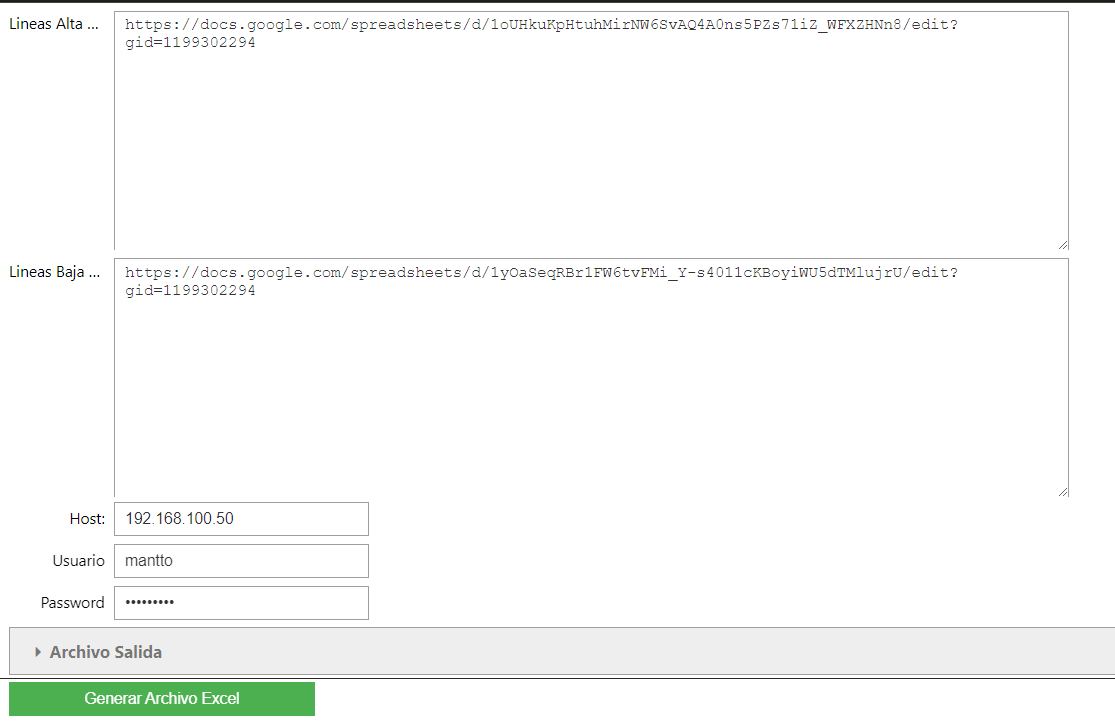 Lineas Alta ...
https://docs.google.com/spreadsheets/d/1oUHkuKpHtuhMirNW6SvAQ4A0ns5PZs71iZ_WFXZHNn8/edit?
gid=1199302294
Lineas Baja ...
https://docs.google.com/spreadsheets/d/1yOaSeqRBr1FW6tvFMi_Y-s4011cKBoyiWU5dTMlujrU/edit?
gid=1199302294
Host: 192.168.100.50
Usuario mantto
Password •••••••••
Archivo Salida
Generar Archivo Excel